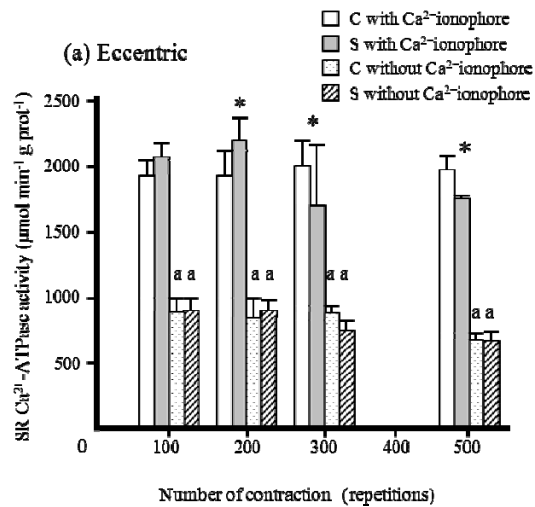 C with Ca²⁺ionophore
S with Ca²⁺ionophore
C without Ca²⁺ionophore
S without Ca²⁺ionophore
(a) Eccentric
SR Ca²⁺-ATPase activity (μmol min⁻¹ g prot⁻¹)
2500
2000
1500
1000
500
0
* * *
a a a a a a a a
100 200 300 400 500
Number of contraction (repetitions)